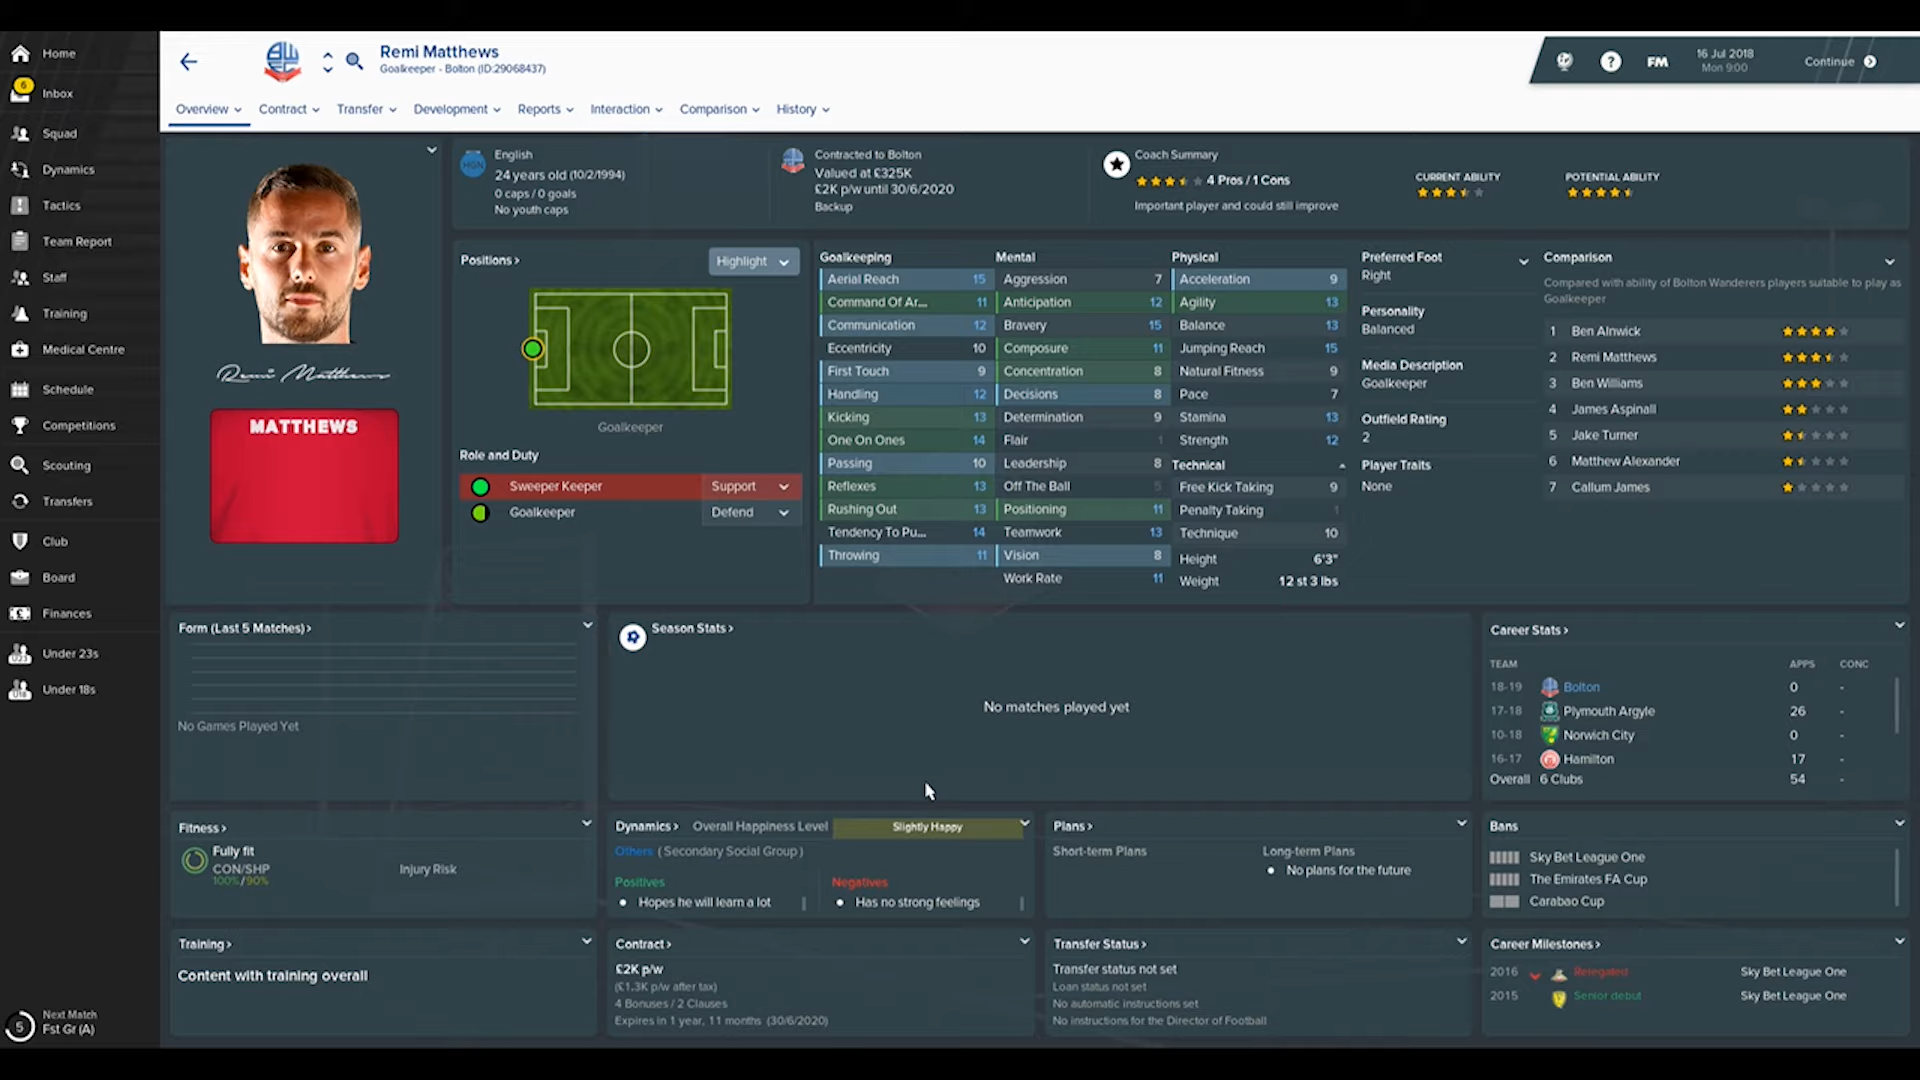 Home
6
Inbox
Squad
Dynamics
Tactics
Team Report
Staff
Training
Medical Centre
Schedule
Competitions
Scouting
Transfers
Club
Board
Finances
U23
Under 23s
U18
Under 18s
5
Next Match
Fst Gr (A)
Remi Matthews
Goalkeeper - Bolton (ID:29068437)
?
FM
16 Jul 2018
Mon 9:00
Continue
Overview
Contract
Transfer
Development
Reports
Interaction
Comparison
History
Remi Matthews
MATTHEWS
HGN
English
24 years old (10/2/1994)
0 caps / 0 goals
No youth caps
Contracted to Bolton
Valued at £325K
£2K p/w until 30/6/2020
Backup
Coach Summary
4 Pros / 1 Cons
Important player and could still improve
CURRENT ABILITY
POTENTIAL ABILITY
Positions >
Highlight
Goalkeeper
Role and Duty
Sweeper Keeper Support
Goalkeeper Defend
Goalkeeping
Aerial Reach 15
Command Of Ar... 11
Communication 12
Eccentricity 10
First Touch 9
Handling 12
Kicking 13
One On Ones 14
Passing 10
Reflexes 13
Rushing Out 13
Tendency To Pu... 14
Throwing 11
Mental
Aggression 7
Anticipation 12
Bravery 15
Composure 11
Concentration 8
Decisions 8
Determination 9
Flair 1
Leadership 8
Off The Ball 5
Positioning 11
Teamwork 13
Vision 8
Work Rate 11
Physical
Acceleration 9
Agility 13
Balance 13
Jumping Reach 15
Natural Fitness 9
Pace 7
Stamina 13
Strength 12
Technical
Free Kick Taking 9
Penalty Taking 1
Technique 10
Height 6'3"
Weight 12 st 3 lbs
Preferred Foot
Right
Personality
Balanced
Media Description
Goalkeeper
Outfield Rating
2
Player Traits
None
Comparison
Compared with ability of Bolton Wanderers players suitable to play as
Goalkeeper
1 Ben Alnwick
2 Remi Matthews
3 Ben Williams
4 James Aspinall
5 Jake Turner
6 Matthew Alexander
7 Callum James
Form (Last 5 Matches) >
No Games Played Yet
Season Stats >
No matches played yet
Career Stats >
TEAM APPS CONC
18-19 Bolton 0 -
17-18 Plymouth Argyle 26 -
10-18 Norwich City 0 -
16-17 Hamilton 17 -
Overall 6 Clubs 54 -
Fitness >
Fully fit
CON/SHP
100% / 90%
Injury Risk
Dynamics > Overall Happiness Level Slightly Happy
Others (Secondary Social Group)
Positives
• Hopes he will learn a lot
Negatives
• Has no strong feelings
Plans >
Short-term Plans
Long-term Plans
• No plans for the future
Bans
Sky Bet League One
The Emirates FA Cup
Carabao Cup
Training >
Content with training overall
Contract >
£2K p/w
(£1.3K p/w after tax)
4 Bonuses / 2 Clauses
Expires in 1 year, 11 months (30/6/2020)
Transfer Status >
Transfer status not set
Loan status not set
No automatic instructions set
No instructions for the Director of Football
Career Milestones >
2016 Relegated Sky Bet League One
2015 Senior debut Sky Bet League One